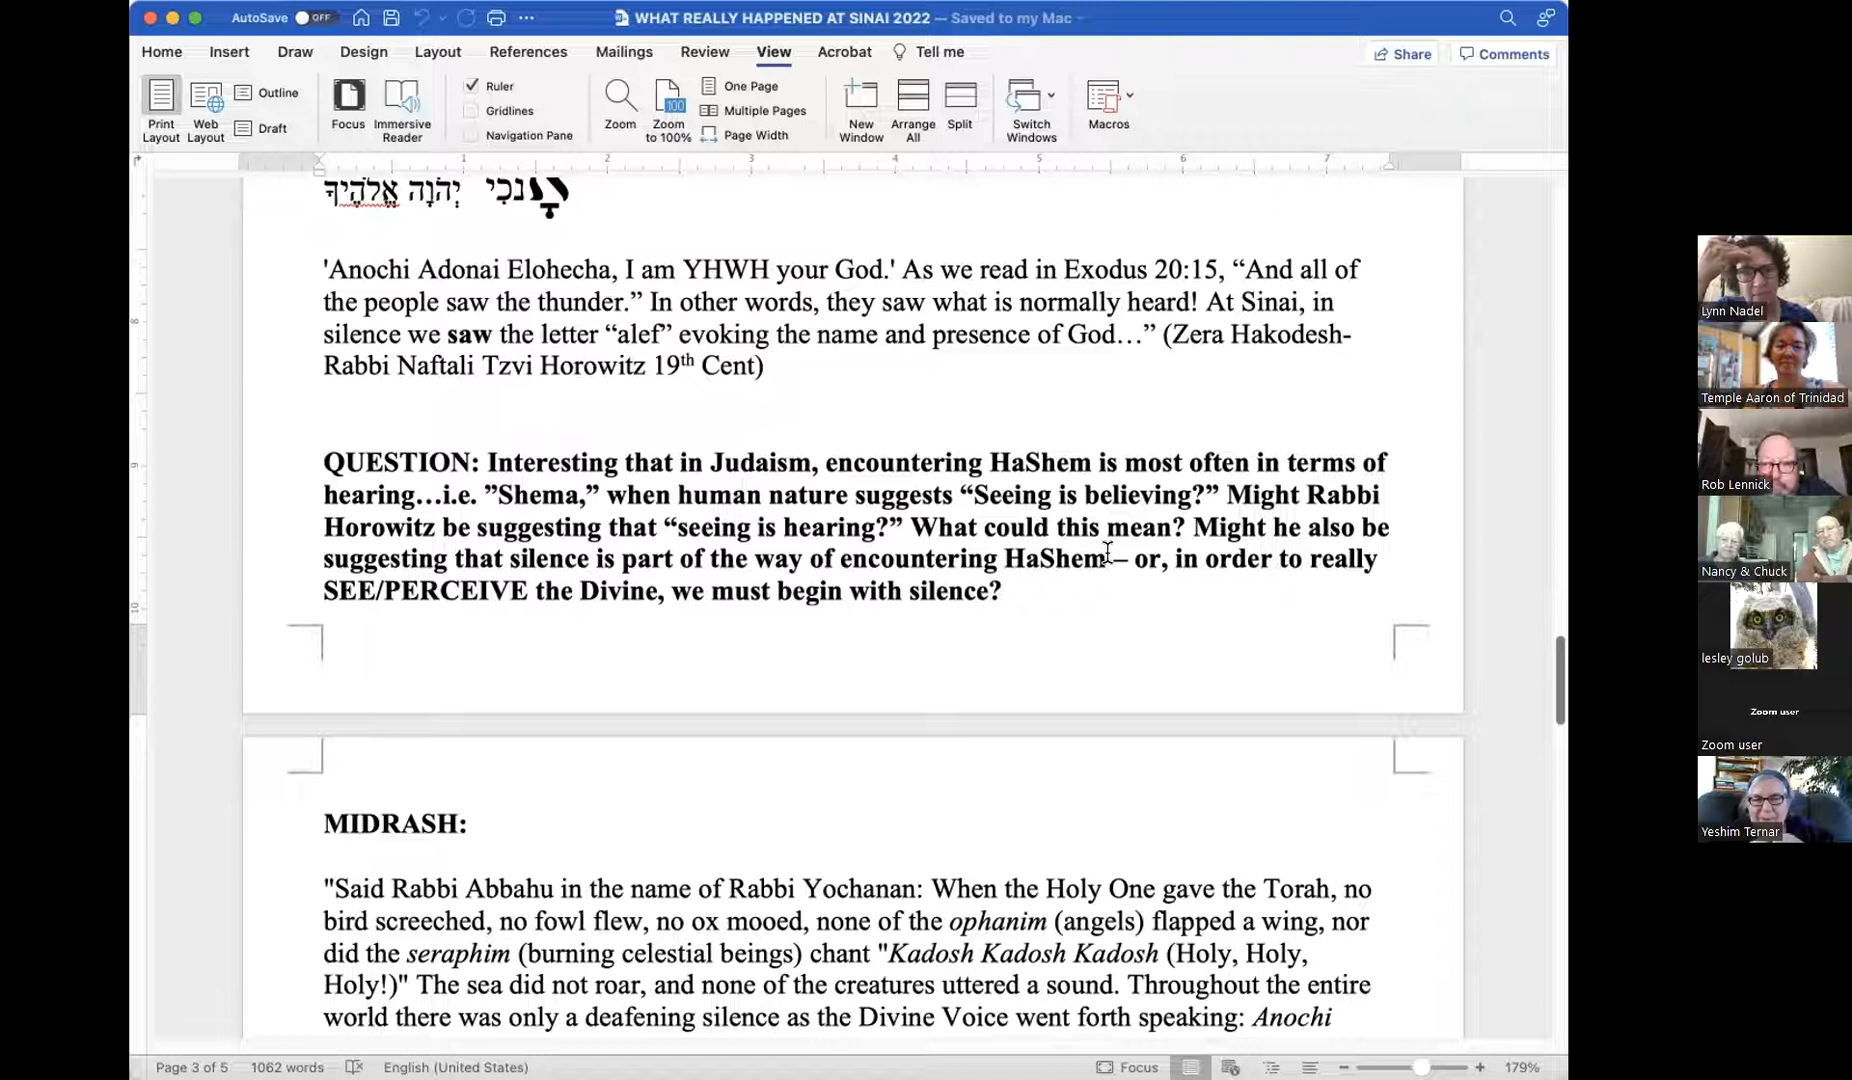 AutoSave OFF WHAT REALLY HAPPENED AT SINAI 2022 — Saved to my Mac
Home Insert Draw Design Layout References Mailings Review View Acrobat Tell me Share Comments
Print Layout
Web Layout
Outline
Draft
Focus
Immersive Reader
Ruler
Gridlines
Navigation Pane
Zoom
Zoom to 100%
100
One Page
Multiple Pages
Page Width
New Window
Arrange All
Split
Switch Windows
Macros
1 2 3 4 5 6 7
אָנֹכִי יְהֹוָה אֱלֹהֶיךָ
'Anochi Adonai Elohecha, I am YHWH your God.' As we read in Exodus 20:15, “And all of
the people saw the thunder.” In other words, they saw what is normally heard! At Sinai, in
silence we saw the letter “alef” evoking the name and presence of God…” (Zera Hakodesh-
Rabbi Naftali Tzvi Horowitz 19th Cent)
QUESTION: Interesting that in Judaism, encountering HaShem is most often in terms of
hearing…i.e. ”Shema,” when human nature suggests “Seeing is believing?” Might Rabbi
Horowitz be suggesting that “seeing is hearing?” What could this mean? Might he also be
suggesting that silence is part of the way of encountering HaShem – or, in order to really
SEE/PERCEIVE the Divine, we must begin with silence?
MIDRASH:
"Said Rabbi Abbahu in the name of Rabbi Yochanan: When the Holy One gave the Torah, no
bird screeched, no fowl flew, no ox mooed, none of the ophanim (angels) flapped a wing, nor
did the seraphim (burning celestial beings) chant "Kadosh Kadosh Kadosh (Holy, Holy,
Holy!)" The sea did not roar, and none of the creatures uttered a sound. Throughout the entire
world there was only a deafening silence as the Divine Voice went forth speaking: Anochi
8
9
10
Page 3 of 5 1062 words English (United States) Focus 179%
Lynn Nadel
Temple Aaron of Trinidad
Rob Lennick
Nancy & Chuck
lesley golub
Zoom user
Zoom user
Yeshim Ternar